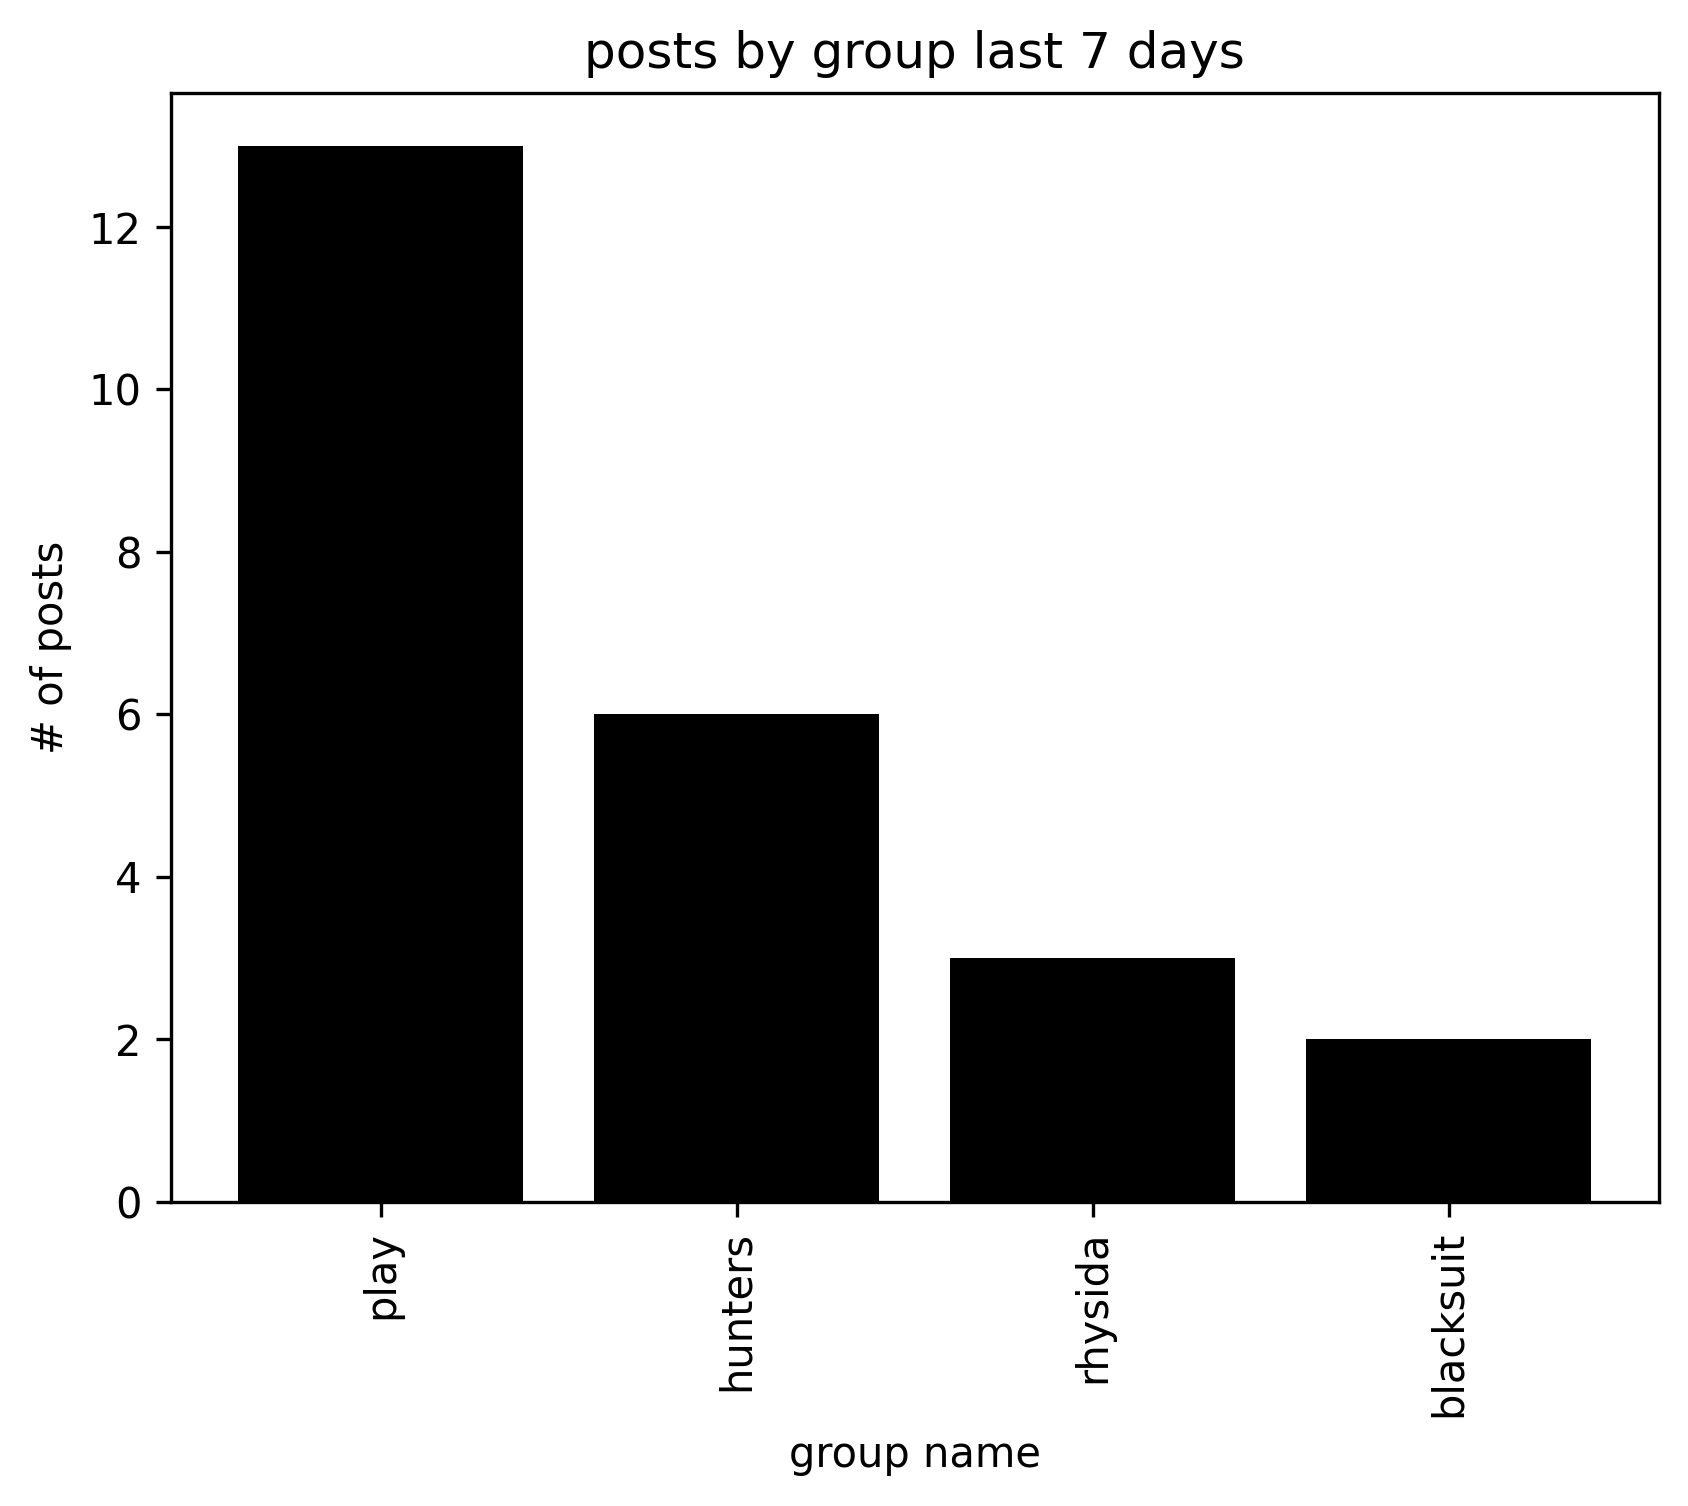 posts by group last 7 days
12
10
8
6
4
2
0
# of posts
play
hunters
rhysida
blacksuit
group name